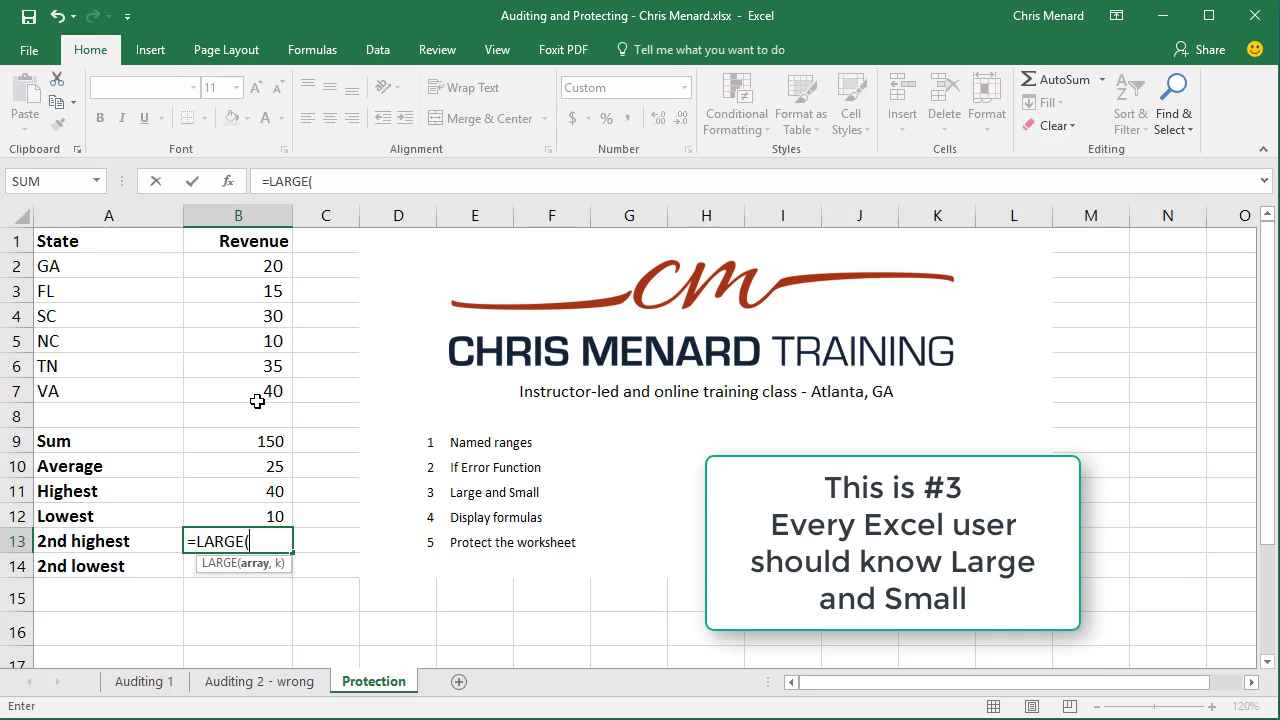 Auditing and Protecting - Chris Menard.xlsx - Excel
Chris Menard
File Home Insert Page Layout Formulas Data Review View Foxit PDF Tell me what you want to do Share
Paste
11
Wrap Text
Merge & Center
Custom
Conditional Formatting
Format as Table
Cell Styles
Insert
Delete
Format
AutoSum
Fill
Clear
Sort & Filter
Find & Select
Clipboard Font Alignment Number Styles Cells Editing
SUM =LARGE(
A B C D E F G H I J K L M N O
1 State Revenue
2 GA 20
3 FL 15
4 SC 30
5 NC 10
6 TN 35
7 VA 40
8
9 Sum 150
10 Average 25
11 Highest 40
12 Lowest 10
13 2nd highest =LARGE(
LARGE(array, k)
14 2nd lowest
15
16
17
cm
CHRIS MENARD TRAINING
Instructor-led and online training class - Atlanta, GA
1 Named ranges
2 If Error Function
3 Large and Small
4 Display formulas
5 Protect the worksheet
This is #3
Every Excel user
should know Large
and Small
Auditing 1 Auditing 2 - wrong Protection
Enter
120%